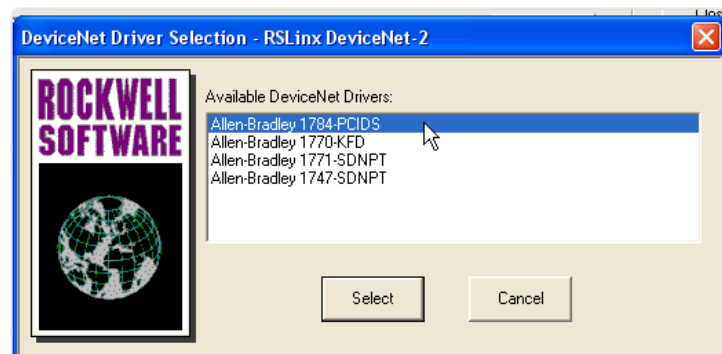 DeviceNet Driver Selection - RSLinx DeviceNet-2
ROCKWELL
SOFTWARE
Available DeviceNet Drivers:
Allen-Bradley 1784-PCIDS
Allen-Bradley 1770-KFD
Allen-Bradley 1771-SDNPT
Allen-Bradley 1747-SDNPT
Select
Cancel